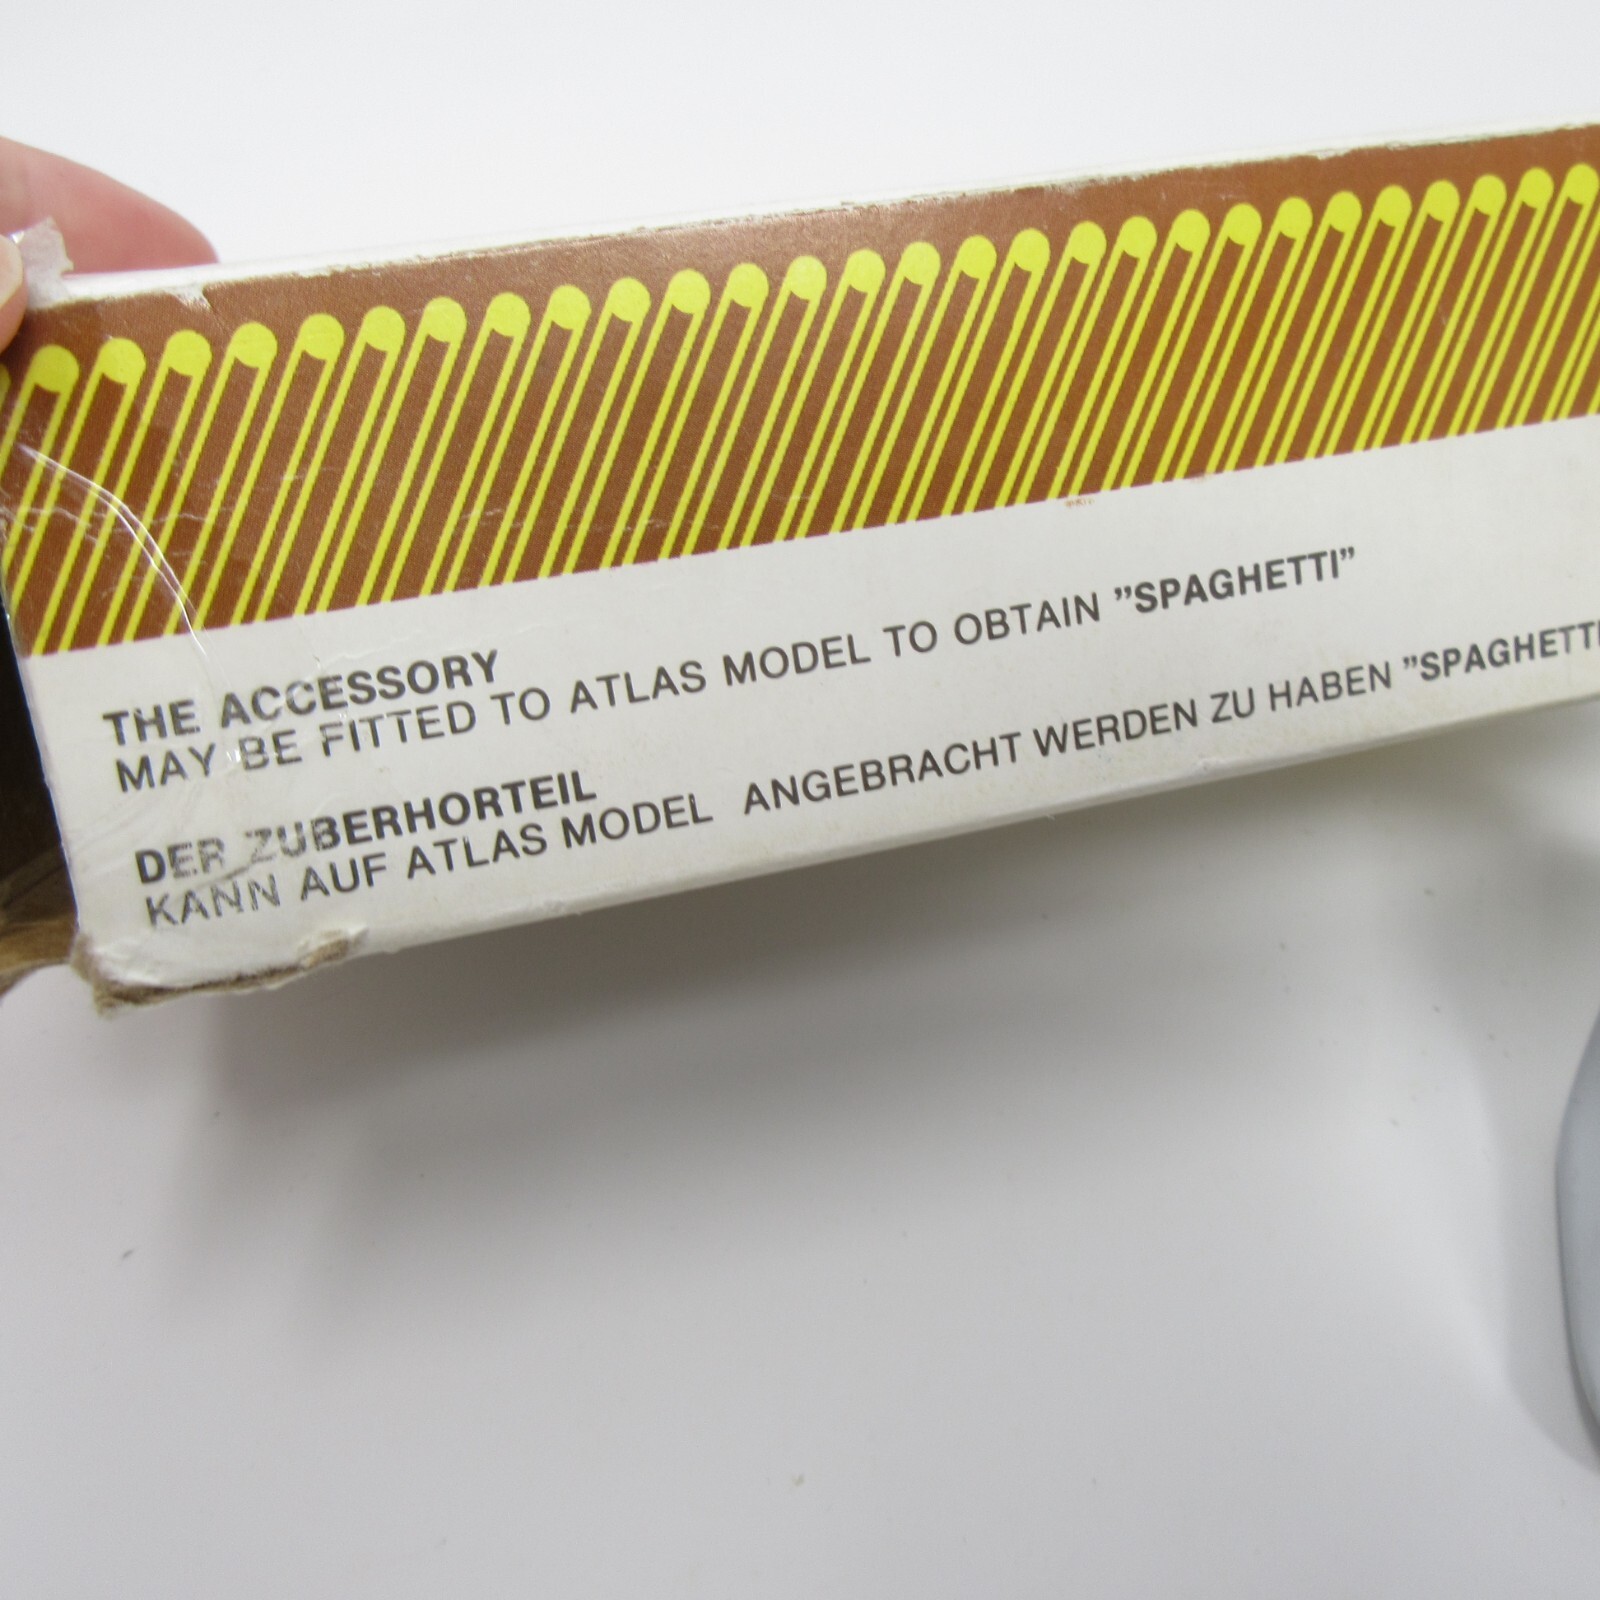 THE ACCESSORY
MAY BE FITTED TO ATLAS MODEL TO OBTAIN "SPAGHETTI"
DER ZUBERHORTEIL
KANN AUF ATLAS MODEL ANGEBRACHT WERDEN ZU HABEN "SPAGHETTI